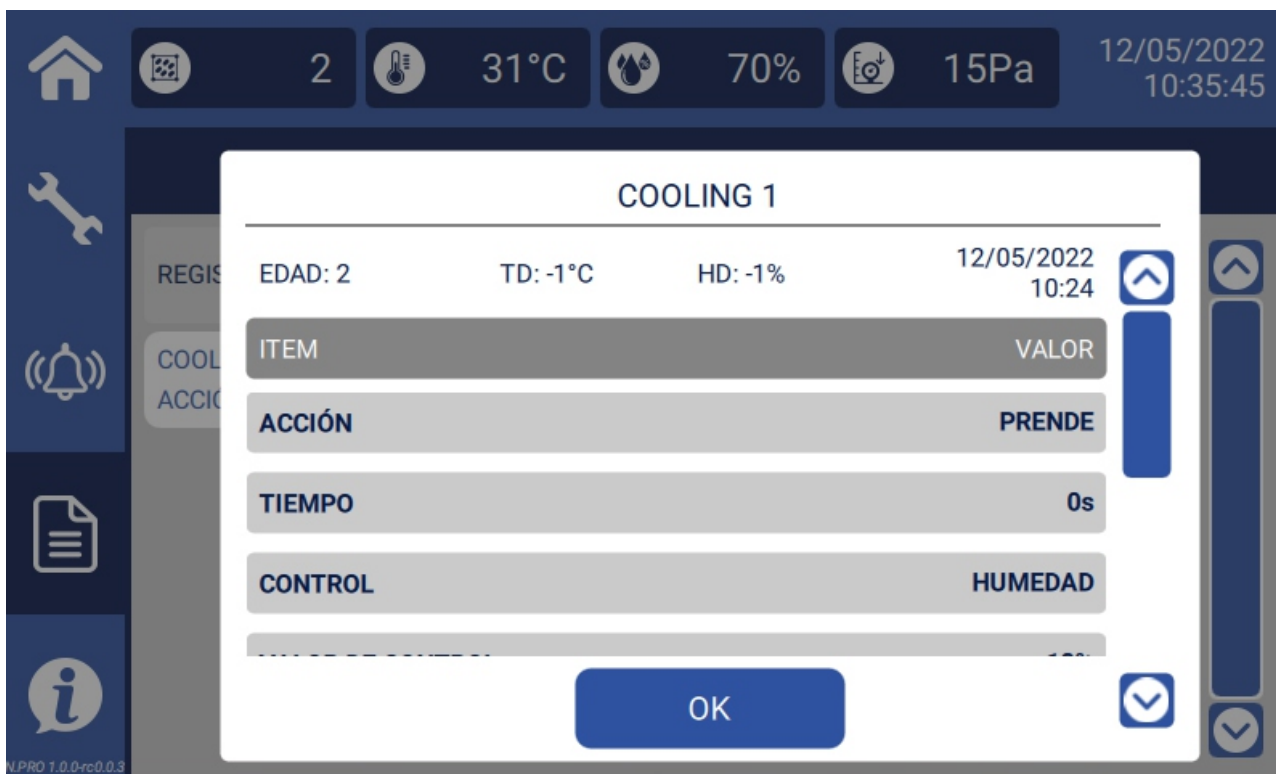 2
31°C
70%
15Pa
12/05/2022
10:35:45
COOLING 1
EDAD: 2
TD: -1°C
HD: -1%
12/05/2022
10:24
REGIS
ITEM VALOR
COOL
ACCIÓ
ACCIÓN PRENDE
TIEMPO 0s
CONTROL HUMEDAD
OK
N.PRO 1.0.0-rc0.0.3